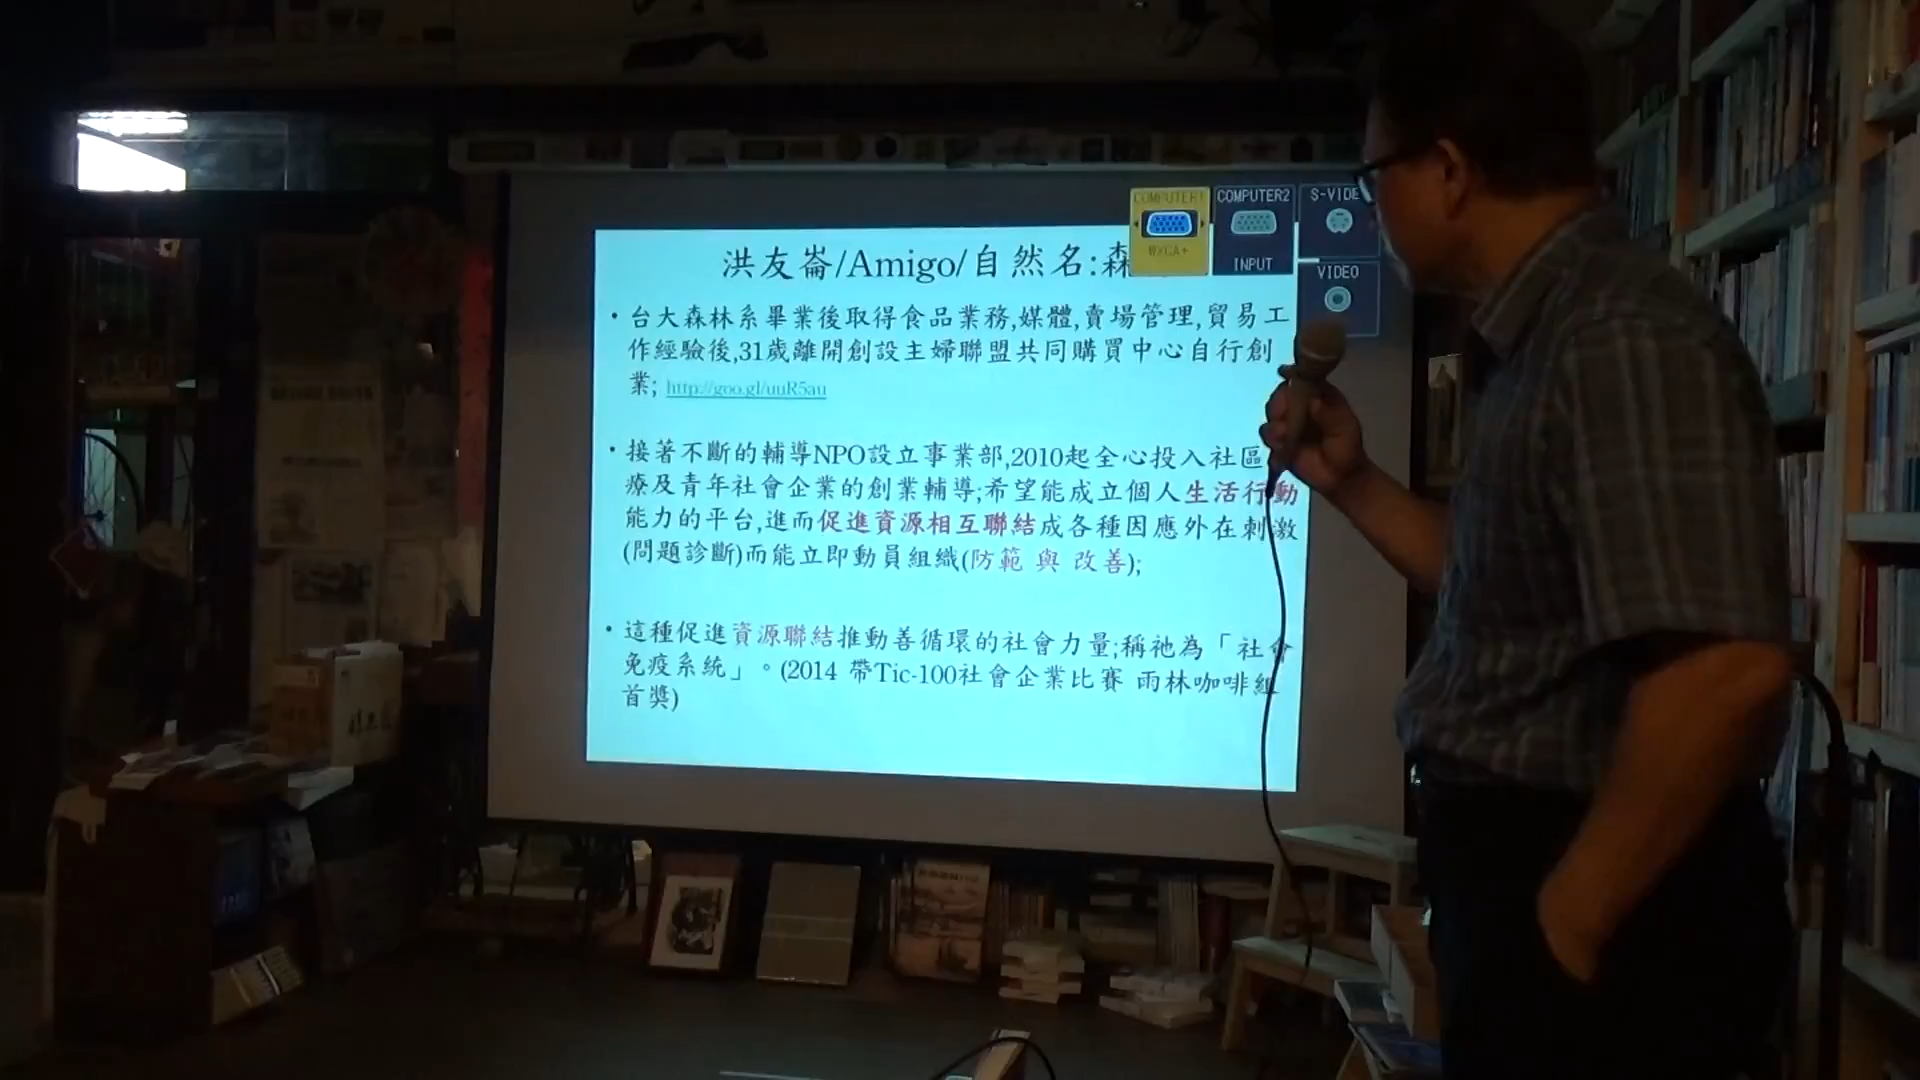 洪友崙/Amigo/自然名:森
COMPUTER1
WXGA+
COMPUTER2
INPUT
S-VIDE
VIDEO
• 台大森林系畢業後取得食品業務,媒體,賣場管理,貿易工
作經驗後,31歲離開創設主婦聯盟共同購買中心自行創
業; http://goo.gl/uuR5au
• 接著不斷的輔導NPO設立事業部,2010起全心投入社區
療及青年社會企業的創業輔導;希望能成立個人生活行動
能力的平台,進而促進資源相互聯結成各種因應外在刺激
(問題診斷)而能立即動員組織(防範 與 改善);
• 這種促進資源聯結推動善循環的社會力量;稱祂為「社會
免疫系統」。(2014 帶Tic-100社會企業比賽 雨林咖啡組
首獎)